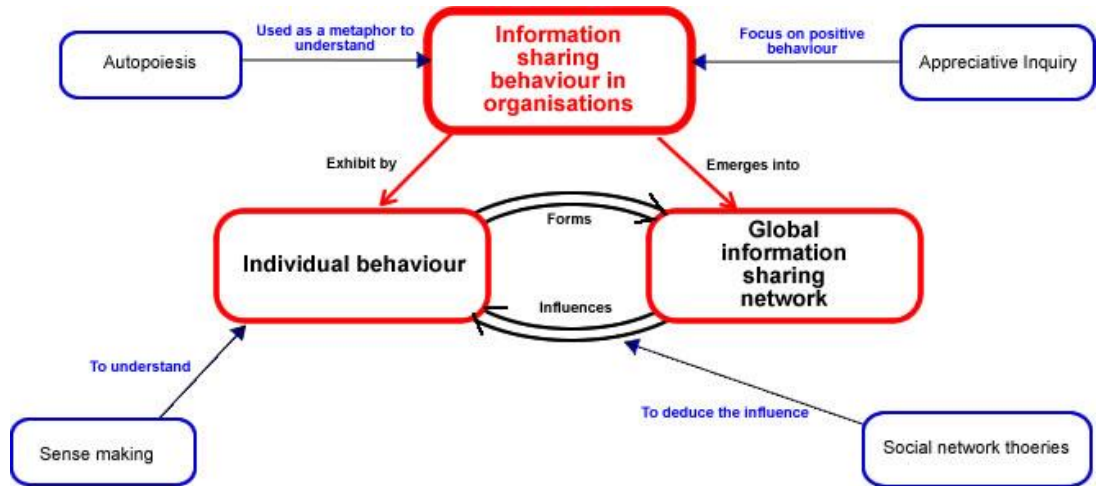 Used as a metaphor to
understand
Autopoiesis
Information
sharing
behaviour in
organisations
Focus on positive
behaviour
Appreciative Inquiry
Exhibit by
Emerges into
Individual behaviour
Forms
Influences
Global
information
sharing
network
To understand
Sense making
To deduce the influence
Social network thoeries